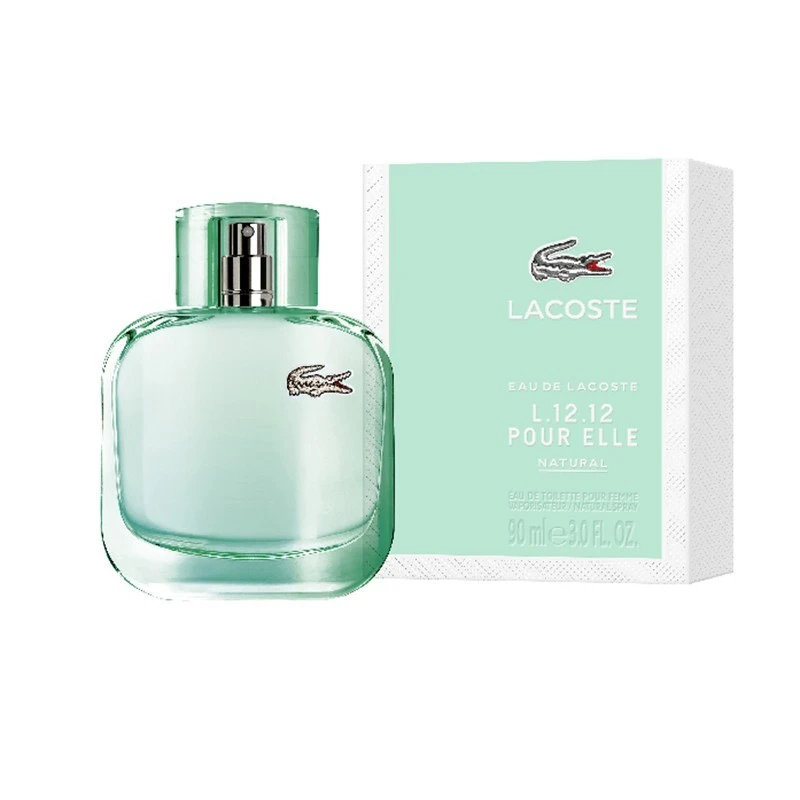 LACOSTE
EAU DE LACOSTE
L.12.12
POUR ELLE
NATURAL
EAU DE TOILETTE POUR FEMME
VAPORISATEUR / NATURAL SPRAY
90 ml e 3.0 FL. OZ.